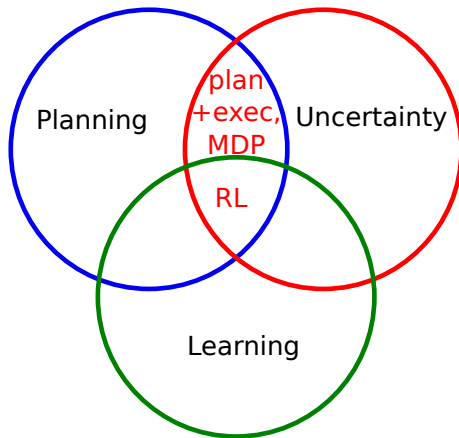 plan
+exec,
MDP
Planning
Uncertainty
RL
Learning